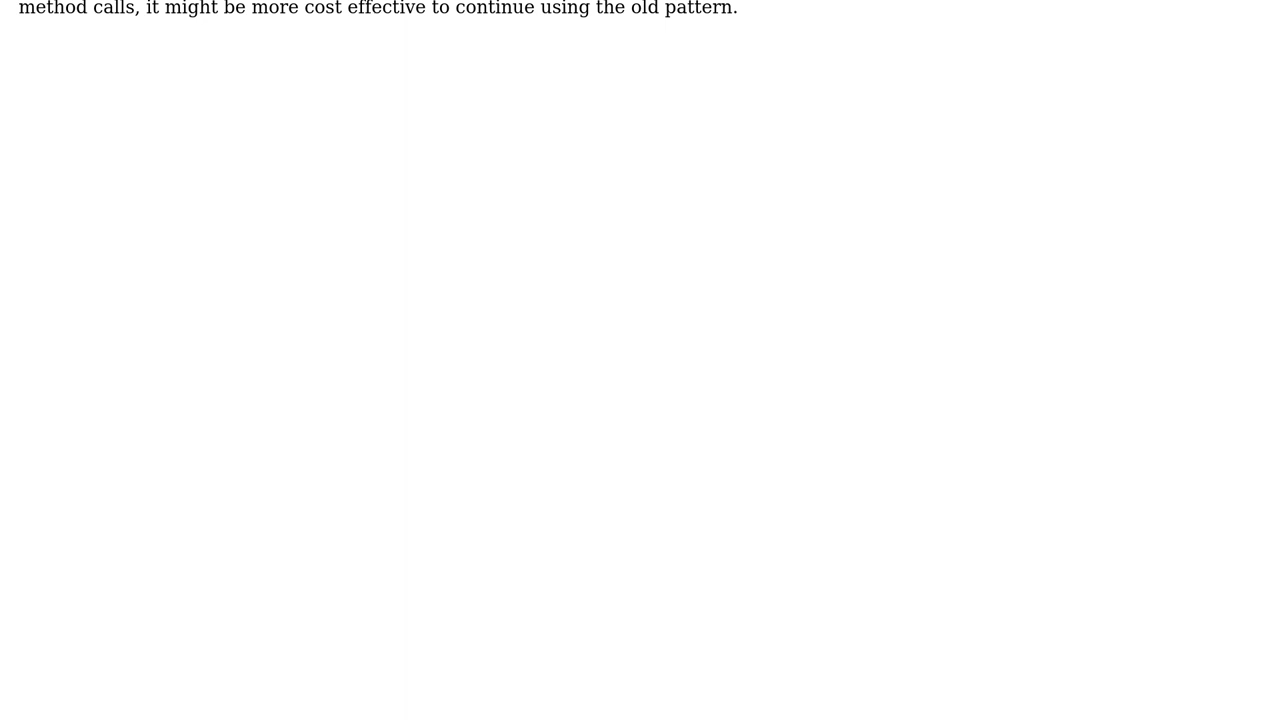 method calls, it might be more cost effective to continue using the old pattern.